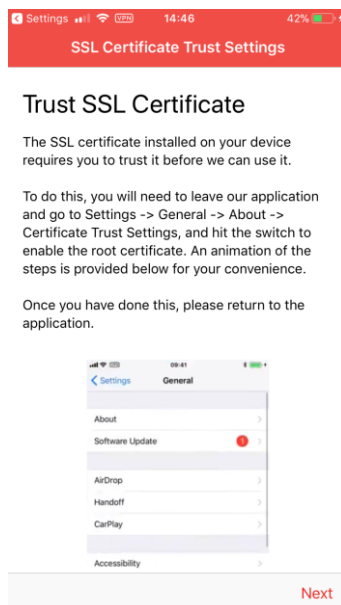 Settings VPN 14:46 42%
SSL Certificate Trust Settings
Trust SSL Certificate
The SSL certificate installed on your device
requires you to trust it before we can use it.
To do this, you will need to leave our application
and go to Settings -> General -> About ->
Certificate Trust Settings, and hit the switch to
enable the root certificate. An animation of the
steps is provided below for your convenience.
Once you have done this, please return to the
application.
09:41
Settings General
About
Software Update 1
AirDrop
Handoff
CarPlay
Accessibility
Next